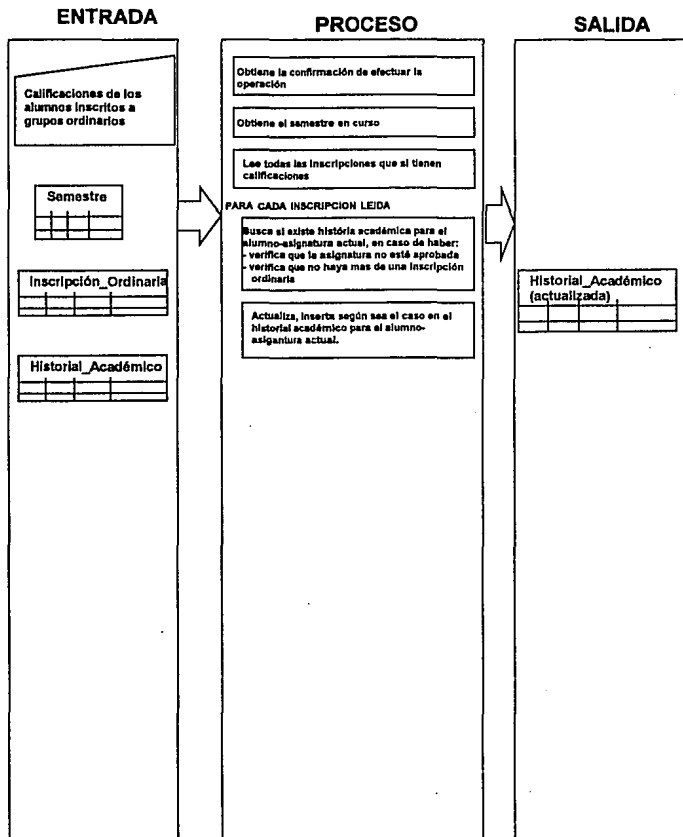 ENTRADA
Calificaciones de los
alumnos inscritos a
grupos ordinarios
Semestre
Inscripción_Ordinaria
Historial_Académico
PROCESO
Obtiene la confirmación de efectuar la
operación
Obtiene el semestre en curso
Lee todas las inscripciones que si tienen
calificaciones
PARA CADA INSCRIPCION LEIDA
Busca si existe história académica para el
alumno-asignatura actual, en caso de haber:
- verifica que la asignatura no está aprobada
- verifica que no haya mas de una inscripción
ordinaria
Actualiza, inserta según sea el caso en el
historial académico para el alumno-
asigantura actual.
SALIDA
Historial_Académico
(actualizada)